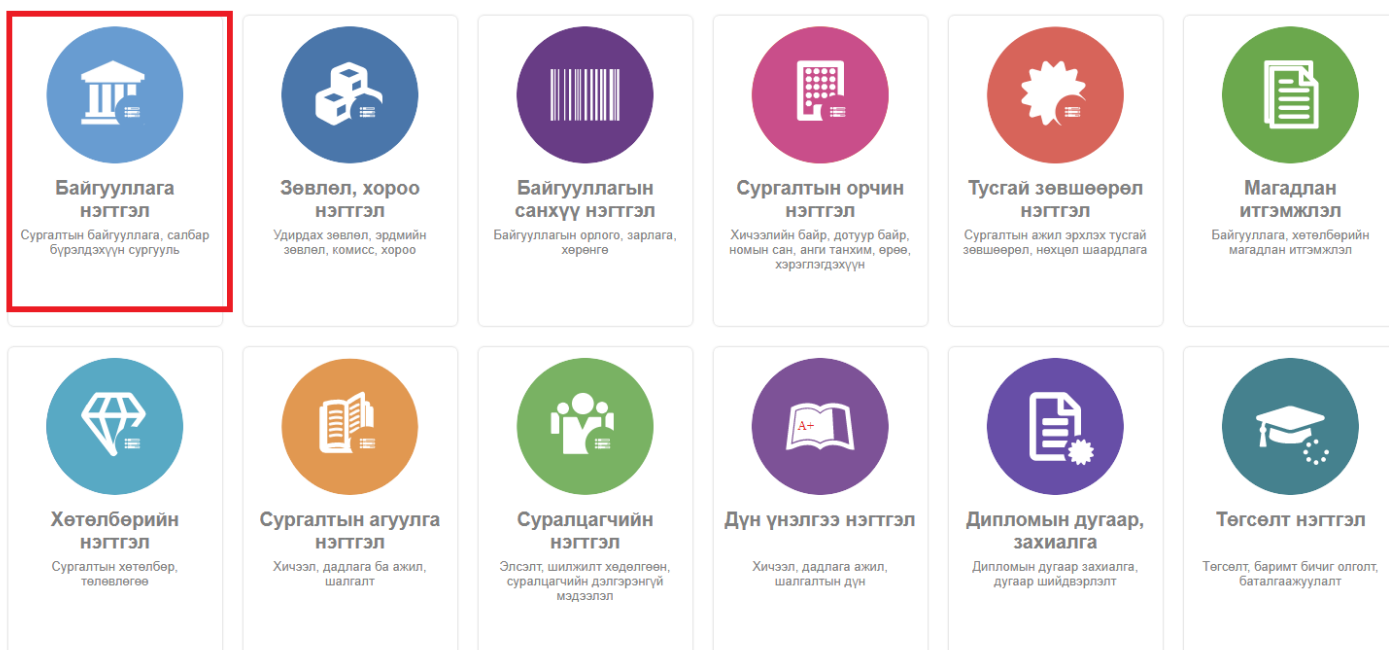 Байгууллага
нэгтгэл
Сургалтын байгууллага, салбар
бүрэлдэхүүн сургууль
Зөвлөл, хороо
нэгтгэл
Удирдах зөвлөл, эрдмийн
зөвлөл, комисс, хороо
Байгууллагын
санхүү нэгтгэл
Байгууллагын орлого, зарлага,
хөрөнгө
Сургалтын орчин
нэгтгэл
Хичээлийн байр, дотуур байр,
номын сан, анги танхим, өрөө,
хэрэглэгдэхүүн
Тусгай зөвшөөрөл
нэгтгэл
Сургалтын ажил эрхлэх тусгай
зөвшөөрөл, нөхцөл шаардлага
Магадлан
итгэмжлэл
Байгууллага, хөтөлбөрийн
магадлан итгэмжлэл
Хөтөлбөрийн
нэгтгэл
Сургалтын хөтөлбөр,
төлөвлөгөө
Сургалтын агуулга
нэгтгэл
Хичээл, дадлага ба ажил,
шалгалт
Суралцагчийн
нэгтгэл
Элсэлт, шилжилт хөдөлгөөн,
суралцагчийн дэлгэрэнгүй
мэдээлэл
A+
Дүн үнэлгээ нэгтгэл
Хичээл, дадлага ажил,
шалгалтын дүн
Дипломын дугаар,
захиалга
Дипломын дугаар захиалга,
дугаар шийдвэрлэлт
Төгсөлт нэгтгэл
Төгсөлт, баримт бичиг олголт,
баталгаажуулалт